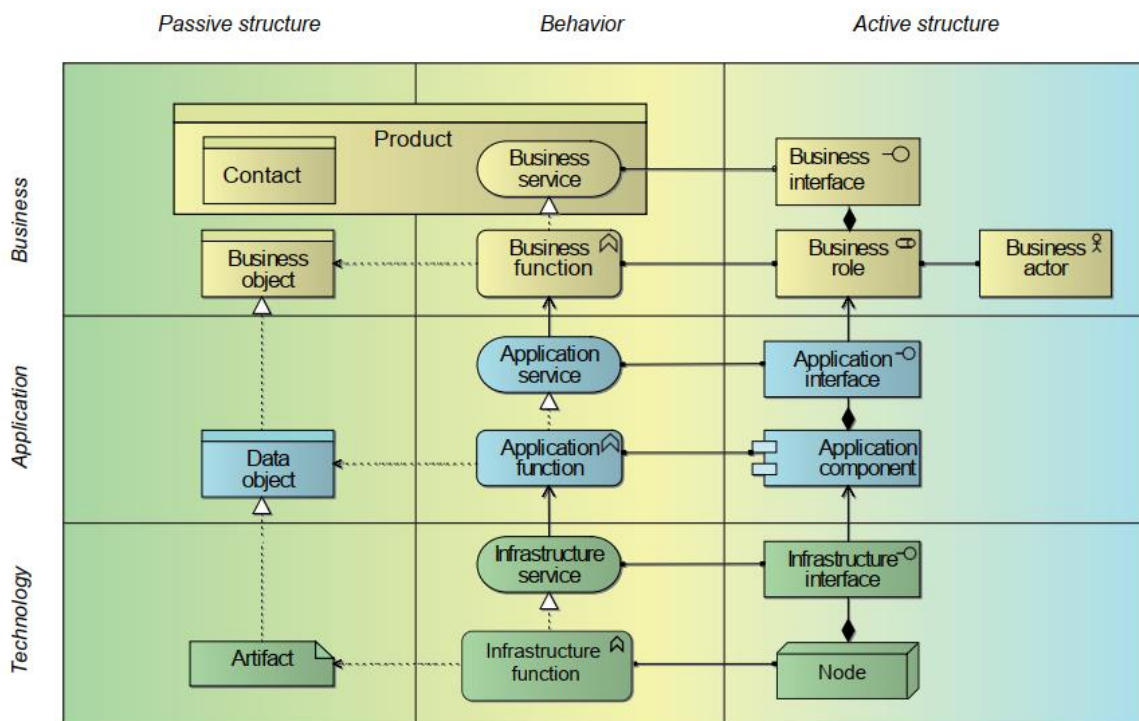 Passive structure
Behavior
Active structure
Business
Product
Contact
Business
service
Business
interface
Business
object
Business
function
Business
role
Business
actor
Application
Application
service
Application
interface
Data
object
Application
function
Application
component
Technology
Infrastructure
service
Infrastructure
interface
Artifact
Infrastructure
function
Node